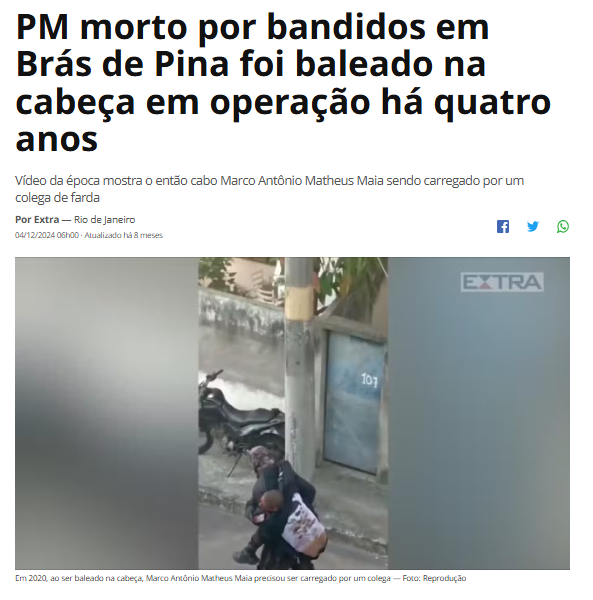 PM morto por bandidos em
Brás de Pina foi baleado na
cabeça em operação há quatro
anos
Vídeo da época mostra o então cabo Marco Antônio Matheus Maia sendo carregado por um
colega de farda
Por Extra — Rio de Janeiro
04/12/2024 06h00 · Atualizado há 8 meses
EXTRA
107
Em 2020, ao ser baleado na cabeça, Marco Antônio Matheus Maia precisou ser carregado por um colega — Foto: Reprodução